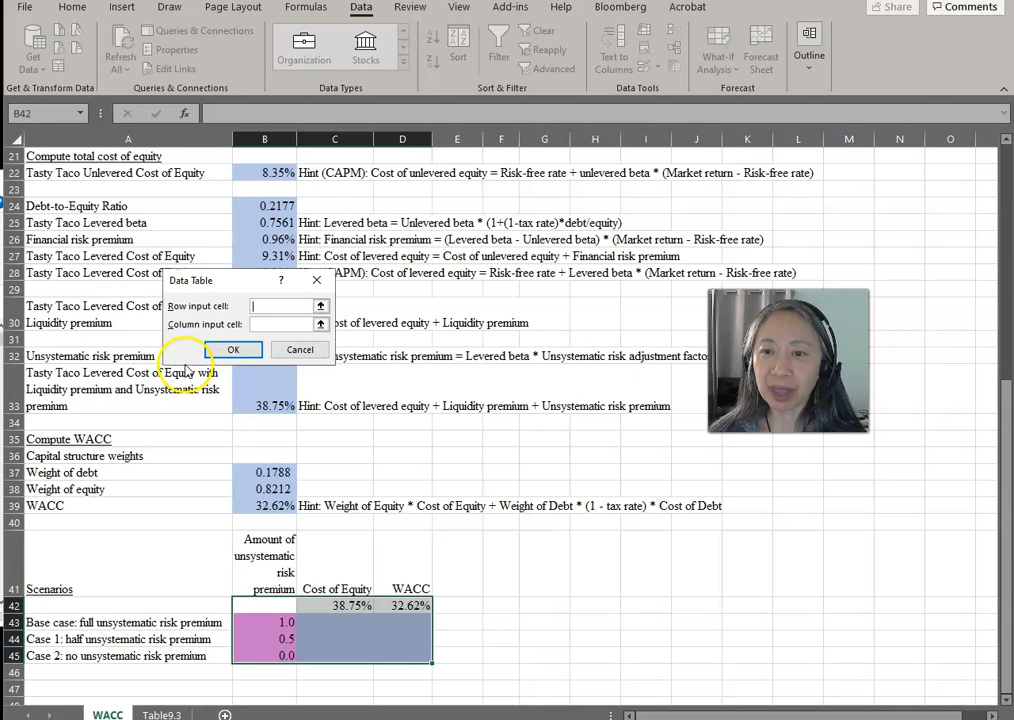 File Home Insert Draw Page Layout Formulas Data Review View Add-ins Help Bloomberg Acrobat Share Comments
Get Data
Refresh All
Queries & Connections
Properties
Edit Links
Organization Stocks
Sort
Filter
Clear
Reapply
Advanced
Text to Columns
What-If Analysis
Forecast Sheet
Outline
Get & Transform Data Queries & Connections Data Types Sort & Filter Data Tools Forecast
B42 fx
A B C D E F G H I J K L M N O
21 Compute total cost of equity
22 Tasty Taco Unlevered Cost of Equity 8.35% Hint (CAPM): Cost of unlevered equity = Risk-free rate + unlevered beta * (Market return - Risk-free rate)
23
24 Debt-to-Equity Ratio 0.2177
25 Tasty Taco Levered beta 0.7561 Hint: Levered beta = Unlevered beta * (1+(1-tax rate)*debt/equity)
26 Financial risk premium 0.96% Hint: Financial risk premium = (Levered beta - Unlevered beta) * (Market return - Risk-free rate)
27 Tasty Taco Levered Cost of Equity 9.31% Hint: Cost of levered equity = Cost of unlevered equity + Financial risk premium
28 Tasty Taco Levered Cost of CAPM): Cost of levered equity = Risk-free rate + Levered beta * (Market return - Risk-free rate)
29
Tasty Taco Levered Cost of
30 Liquidity premium ost of levered equity + Liquidity premium
31
32 Unsystematic risk premium nsystematic risk premium = Levered beta * Unsystematic risk adjustment facto
Tasty Taco Levered Cost of Equity with
Liquidity premium and Unsystematic risk
33 premium 38.75% Hint: Cost of levered equity + Liquidity premium + Unsystematic risk premium
34
35 Compute WACC
36 Capital structure weights
37 Weight of debt 0.1788
38 Weight of equity 0.8212
39 WACC 32.62% Hint: Weight of Equity * Cost of Equity + Weight of Debt * (1 - tax rate) * Cost of Debt
40
Amount of
unsystematic
risk
41 Scenarios premium Cost of Equity WACC
42 38.75% 32.62%
43 Base case: full unsystematic risk premium 1.0
44 Case 1: half unsystematic risk premium 0.5
45 Case 2: no unsystematic risk premium 0.0
46
47
Data Table ?
Row input cell:
Column input cell:
OK Cancel
WACC Table9.3